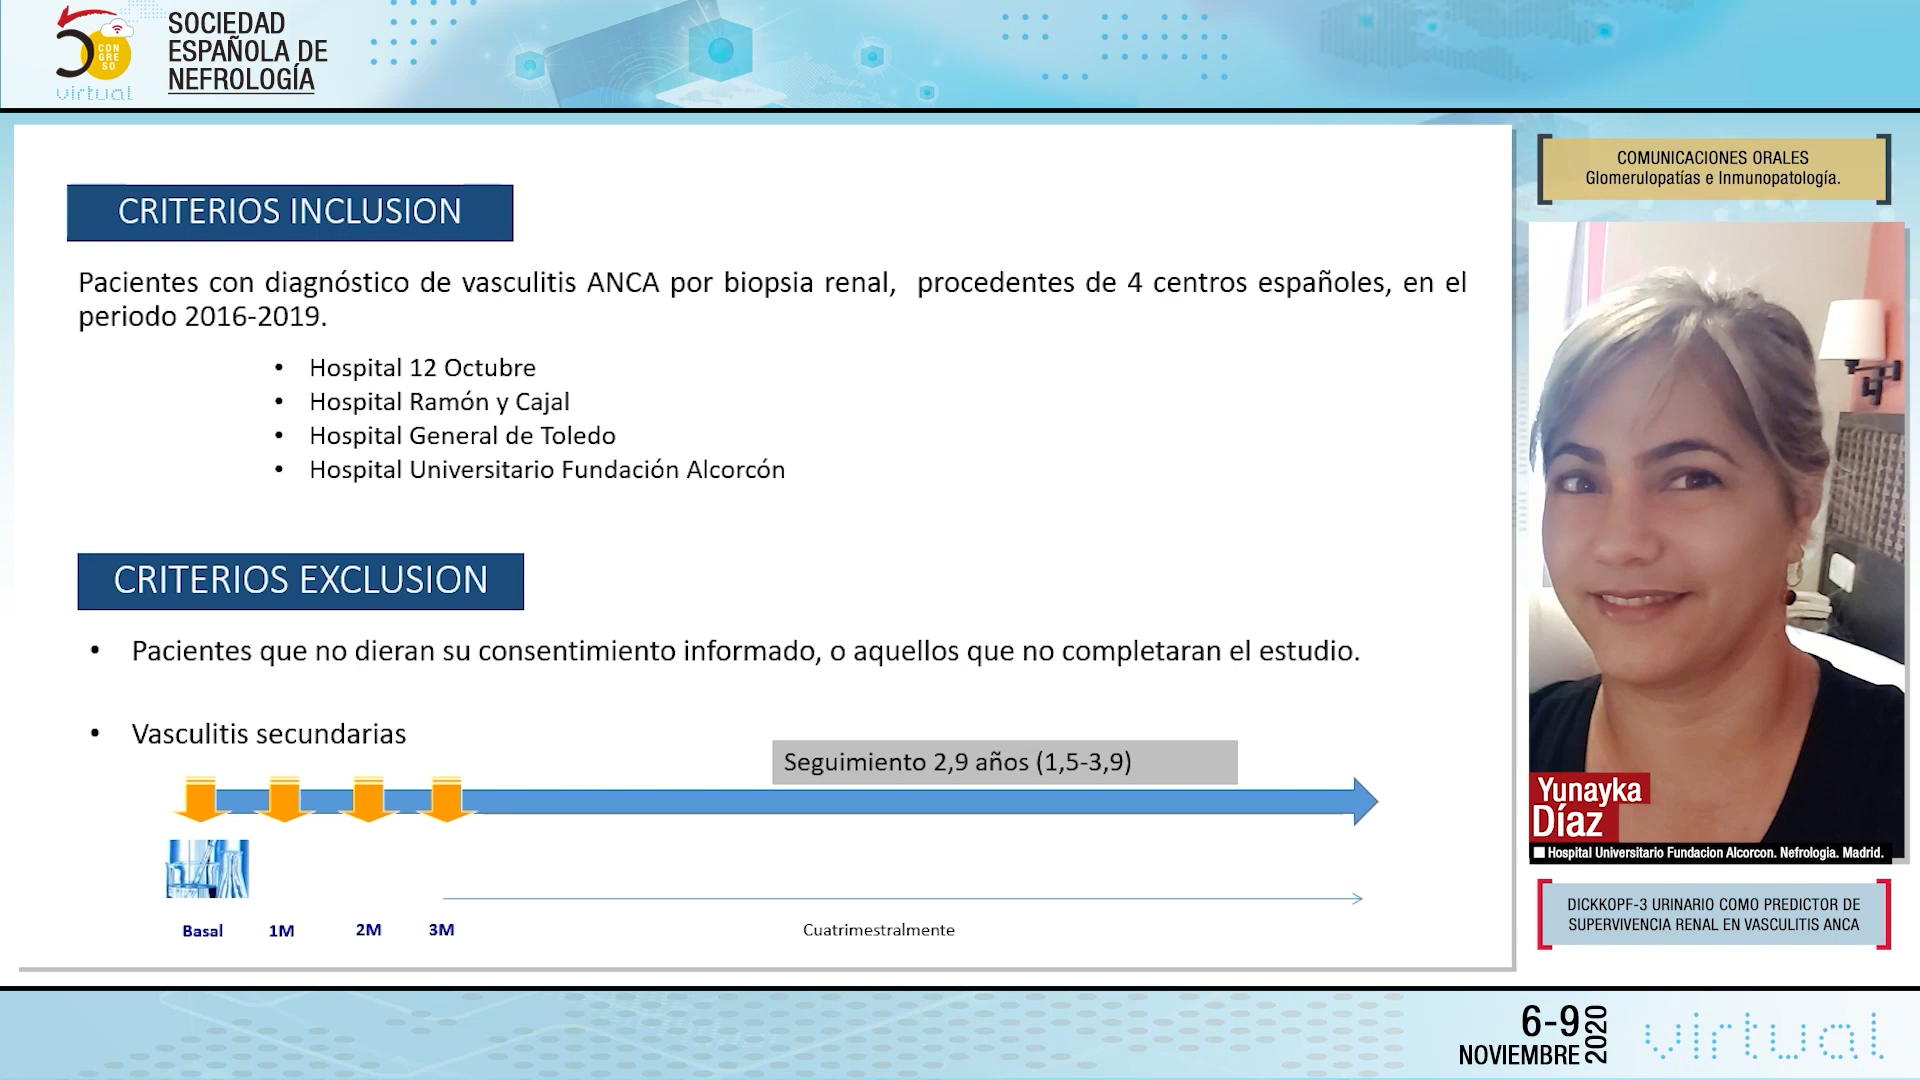 50 CONGRESO
virtual
SOCIEDAD
ESPAÑOLA DE
NEFROLOGÍA
CRITERIOS INCLUSION
Pacientes con diagnóstico de vasculitis ANCA por biopsia renal, procedentes de 4 centros españoles, en el
periodo 2016-2019.
• Hospital 12 Octubre
• Hospital Ramón y Cajal
• Hospital General de Toledo
• Hospital Universitario Fundación Alcorcón
CRITERIOS EXCLUSION
• Pacientes que no dieran su consentimiento informado, o aquellos que no completaran el estudio.
• Vasculitis secundarias
Seguimiento 2,9 años (1,5-3,9)
Basal 1M 2M 3M
Cuatrimestralmente
COMUNICACIONES ORALES
Glomerulopatías e Inmunopatología.
Yunayka
Díaz
Hospital Universitario Fundacion Alcorcon. Nefrologia. Madrid.
DICKKOPF-3 URINARIO COMO PREDICTOR DE
SUPERVIVENCIA RENAL EN VASCULITIS ANCA
6-9
NOVIEMBRE
2020
virtual